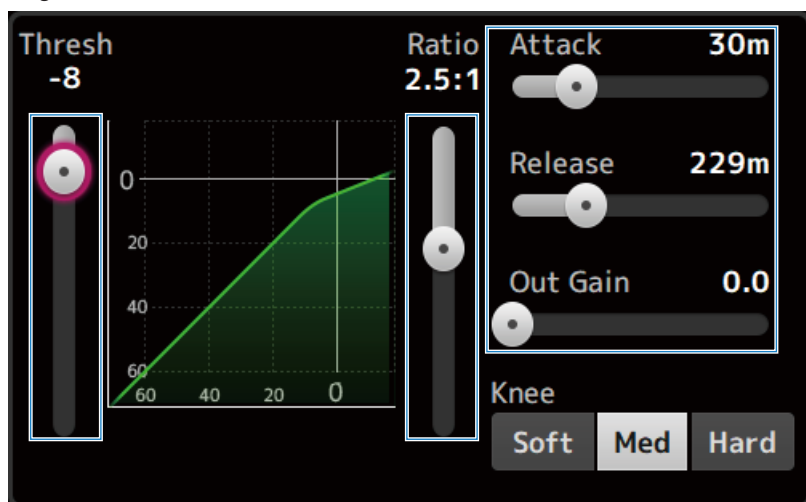 Thresh
-8
Ratio
2.5:1
Attack 30m
Release 229m
Out Gain 0.0
0
20
40
60
60 40 20 0
Knee
Soft Med Hard